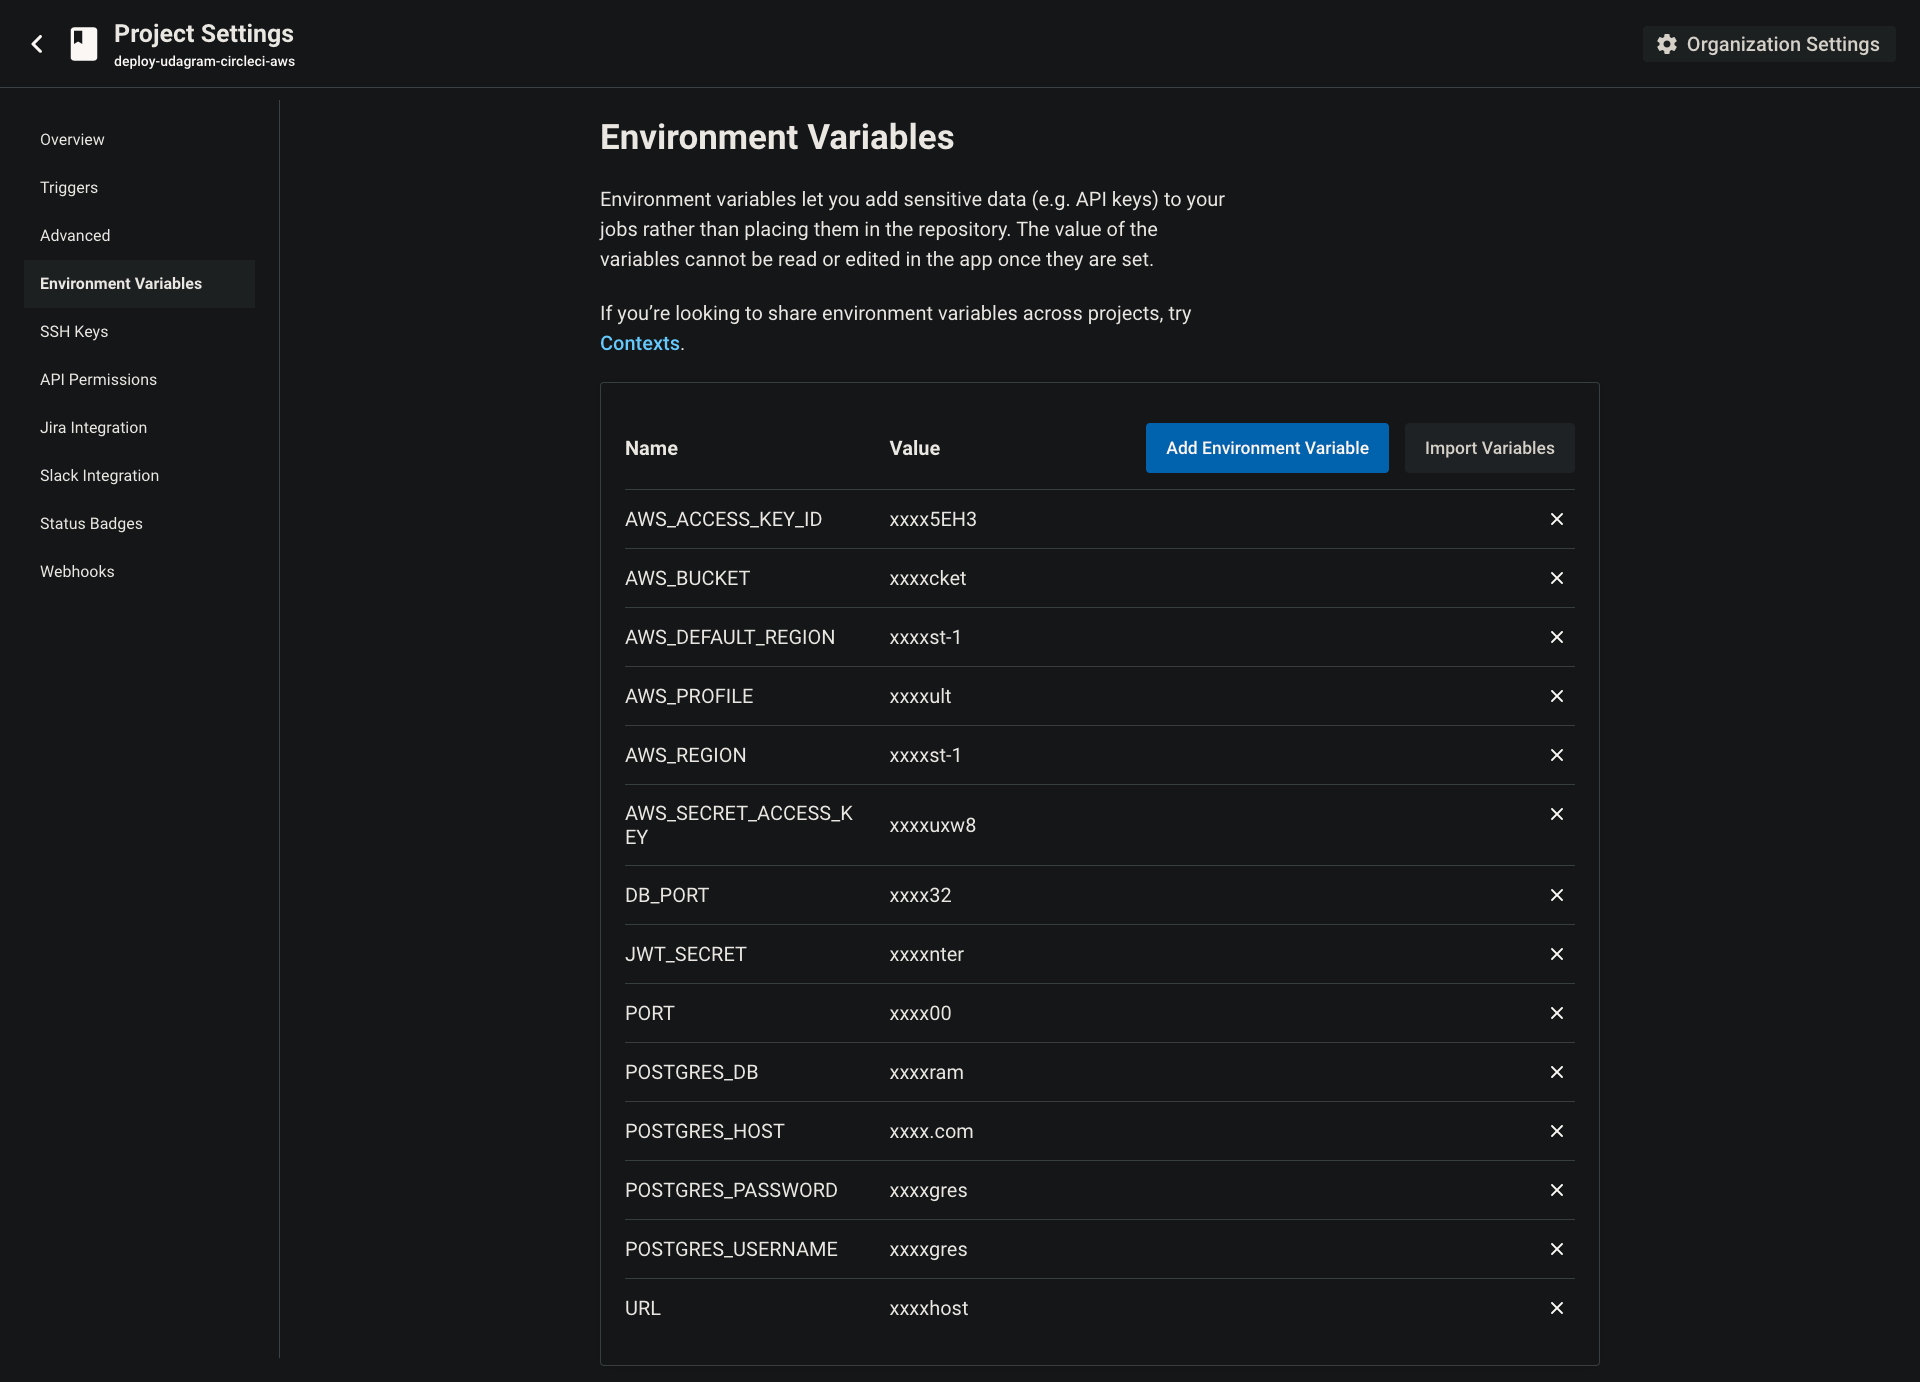 Project Settings
deploy-udagram-circleci-aws
Organization Settings
Overview
Triggers
Advanced
Environment Variables
SSH Keys
API Permissions
Jira Integration
Slack Integration
Status Badges
Webhooks
Environment Variables
Environment variables let you add sensitive data (e.g. API keys) to your
jobs rather than placing them in the repository. The value of the
variables cannot be read or edited in the app once they are set.
If you’re looking to share environment variables across projects, try
Contexts.
Name Value Add Environment Variable Import Variables
AWS_ACCESS_KEY_ID xxxx5EH3
AWS_BUCKET xxxxcket
AWS_DEFAULT_REGION xxxxst-1
AWS_PROFILE xxxxult
AWS_REGION xxxxst-1
AWS_SECRET_ACCESS_K
EY xxxxuxw8
DB_PORT xxxx32
JWT_SECRET xxxxnter
PORT xxxx00
POSTGRES_DB xxxxram
POSTGRES_HOST xxxx.com
POSTGRES_PASSWORD xxxxgres
POSTGRES_USERNAME xxxxgres
URL xxxxhost